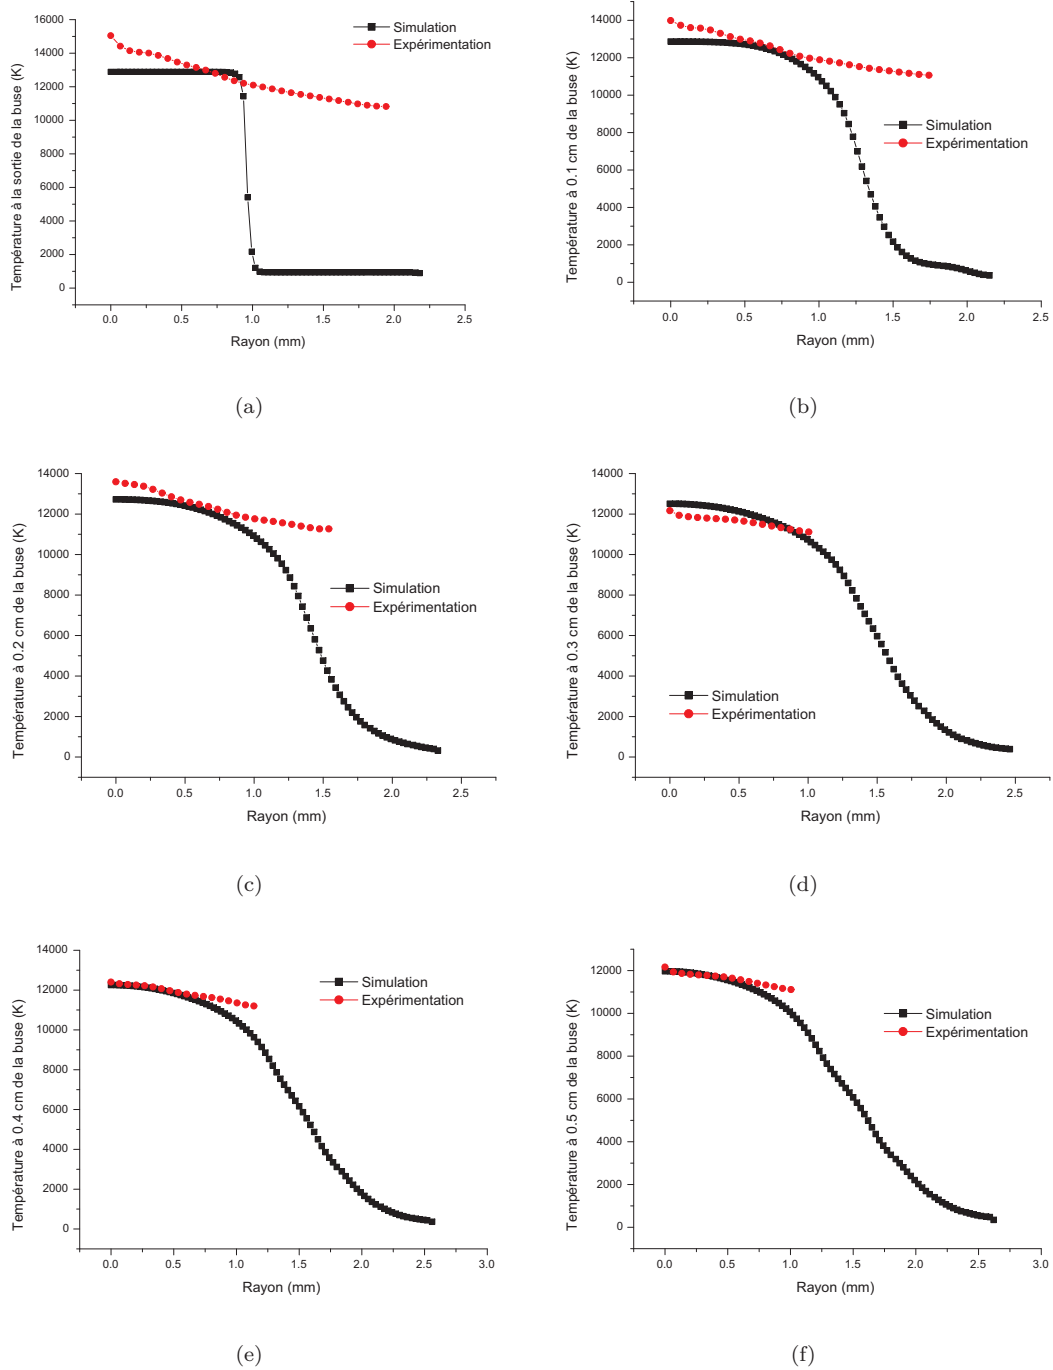 Température à la sortie de la buse (K)
16000
14000
12000
10000
8000
6000
4000
2000
0
0.0 0.5 1.0 1.5 2.0 2.5
Rayon (mm)
Simulation
Expérimentation
(a)
Température à 0.1 cm de la buse (K)
14000
12000
10000
8000
6000
4000
2000
0
0.0 0.5 1.0 1.5 2.0 2.5
Rayon (mm)
Simulation
Expérimentation
(b)
Température à 0.2 cm de la buse (K)
14000
12000
10000
8000
6000
4000
2000
0
0.0 0.5 1.0 1.5 2.0 2.5
Rayon (mm)
Simulation
Expérimentation
(c)
Température à 0.3 cm de la buse (K)
14000
12000
10000
8000
6000
4000
2000
0
0.0 0.5 1.0 1.5 2.0 2.5
Rayon (mm)
Simulation
Expérimentation
(d)
Température à 0.4 cm de la buse (K)
14000
12000
10000
8000
6000
4000
2000
0
0.0 0.5 1.0 1.5 2.0 2.5 3.0
Rayon (mm)
Simulation
Expérimentation
(e)
Température à 0.5 cm de la buse (K)
12000
10000
8000
6000
4000
2000
0
0.0 0.5 1.0 1.5 2.0 2.5 3.0
Rayon (mm)
Simulation
Expérimentation
(f)